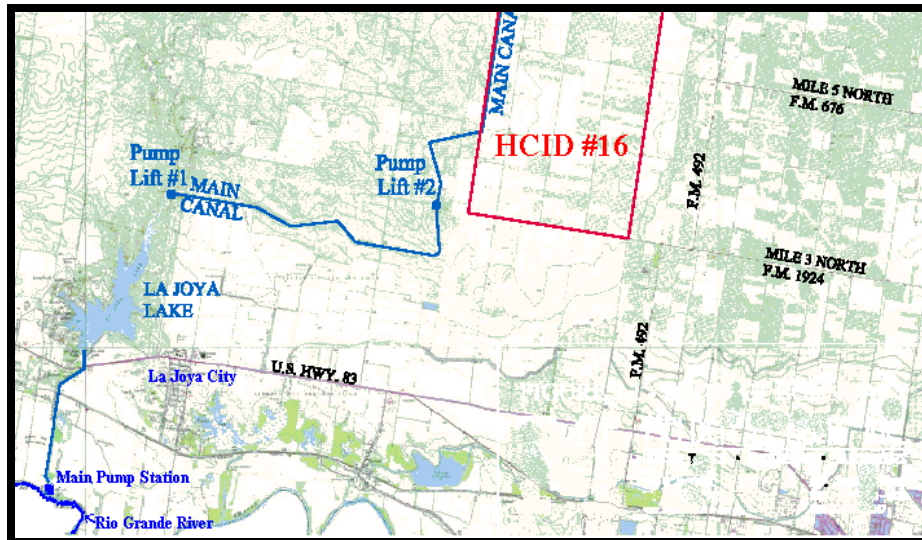 MAIN CANA
MILE 5 NORTH
F.M. 676
HCID #16
Pump
Lift #1
MAIN
CANAL
Pump
Lift #2
F.M. 492
MILE 3 NORTH
F.M. 1924
LA JOYA
LAKE
F.M. 492
U.S. HWY. 83
La Joya City
Main Pump Station
Rio Grande River